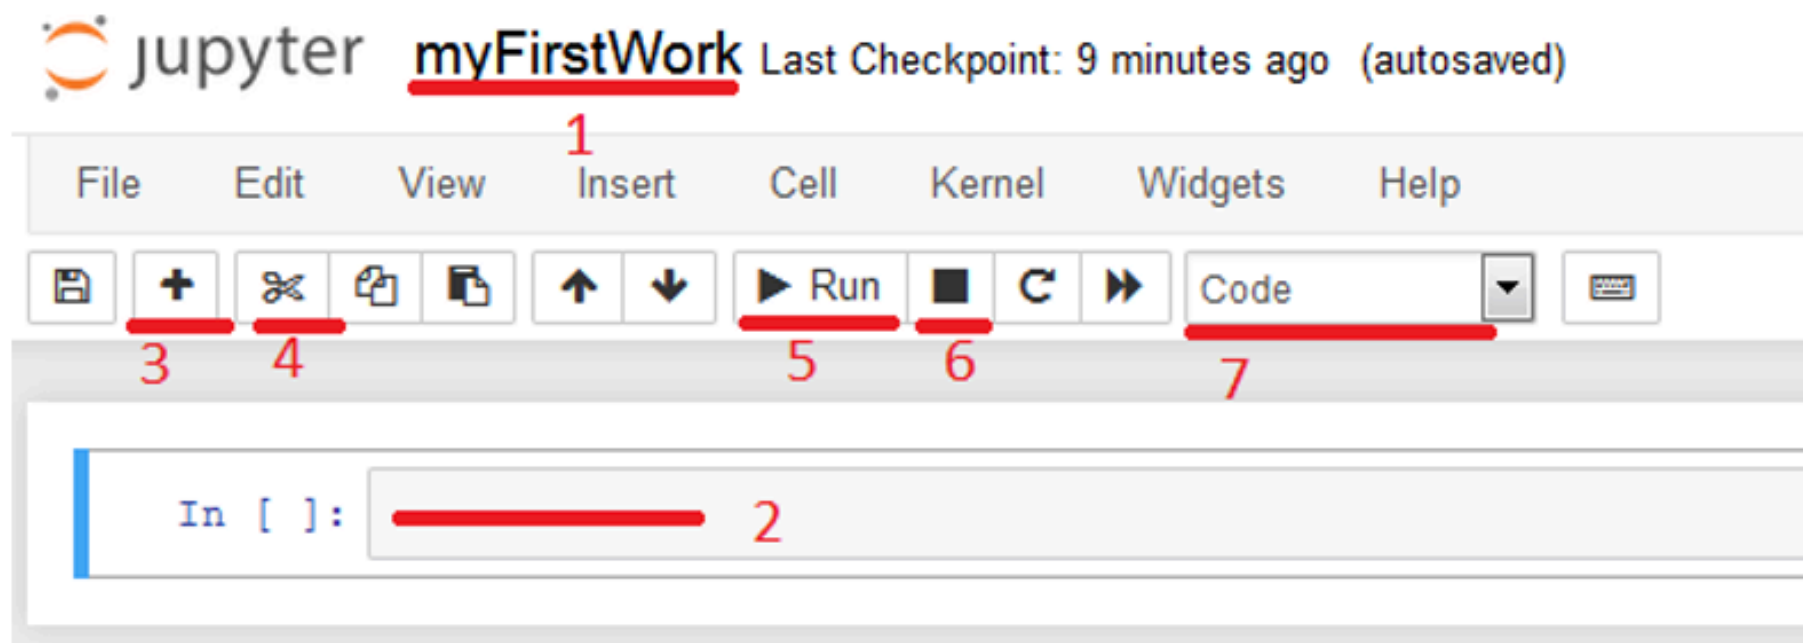 jupyter myFirstWork Last Checkpoint: 9 minutes ago (autosaved)
1
File Edit View Insert Cell Kernel Widgets Help
Run Code
3 4 5 6 7
In [ ]: 2